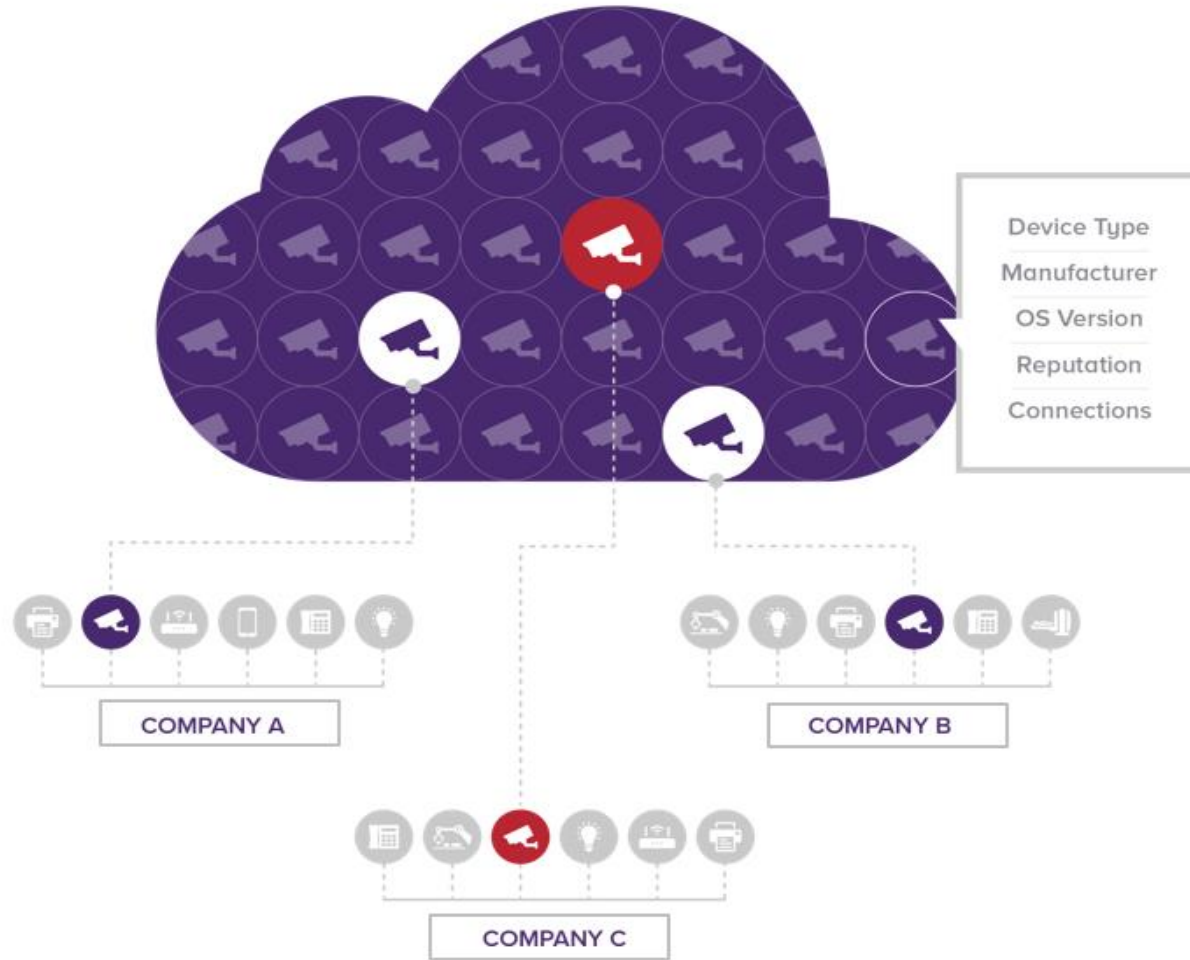 Device Type
Manufacturer
OS Version
Reputation
Connections
COMPANY A
COMPANY B
COMPANY C